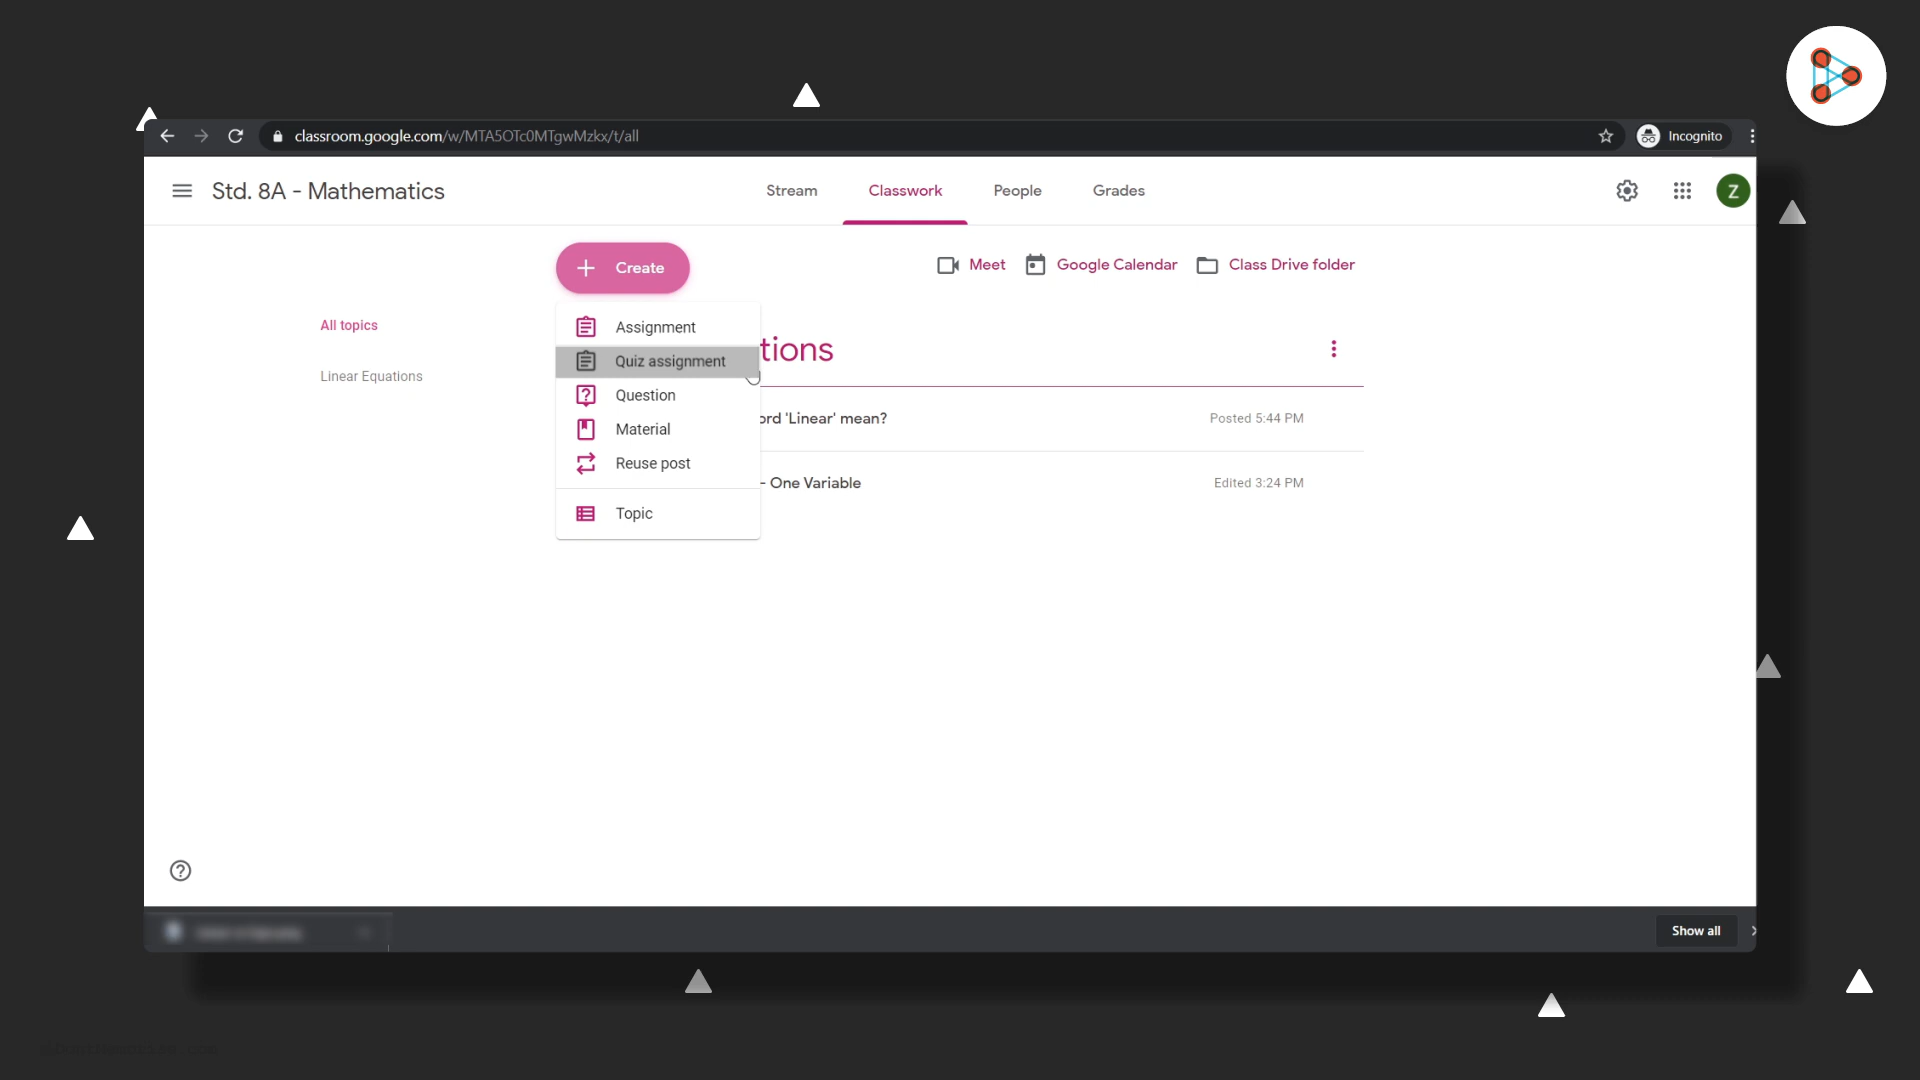 classroom.google.com/w/MTA5OTc0MTgwMzkx/t/all
Incognito
Std. 8A - Mathematics
Stream
Classwork
People
Grades
Z
Create
Meet
Google Calendar
Class Drive folder
All topics
Linear Equations
Assignment
Quiz assignment
Question
Material
Reuse post
Topic
tions
ord 'Linear' mean?
Posted 5:44 PM
- One Variable
Edited 3:24 PM
Show all